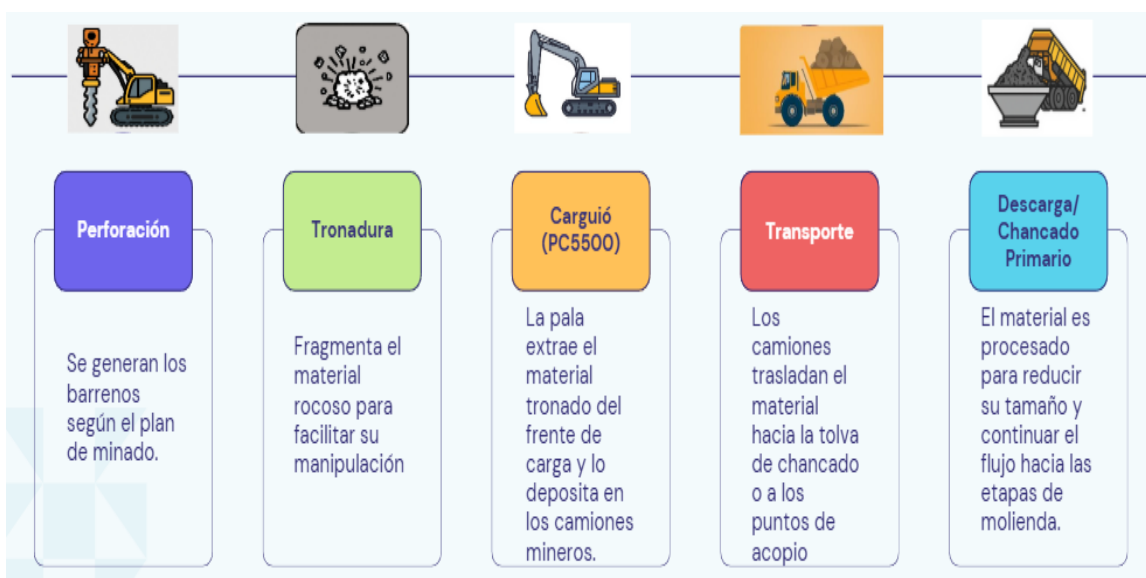 Perforación
Se generan los
barrenos
según el plan
de minado.
Tronadura
Fragmenta el
material
rocoso para
facilitar su
manipulación
Carguió
(PC5500)
La pala
extrae el
material
tronado del
frente de
carga y lo
deposita en
los camiones
mineros.
Transporte
Los
camiones
trasladan el
material
hacia la tolva
de chancado
o a los
puntos de
acopio
Descarga/
Chancado
Primario
El material es
procesado
para reducir
su tamaño y
continuar el
flujo hacia las
etapas de
molienda.